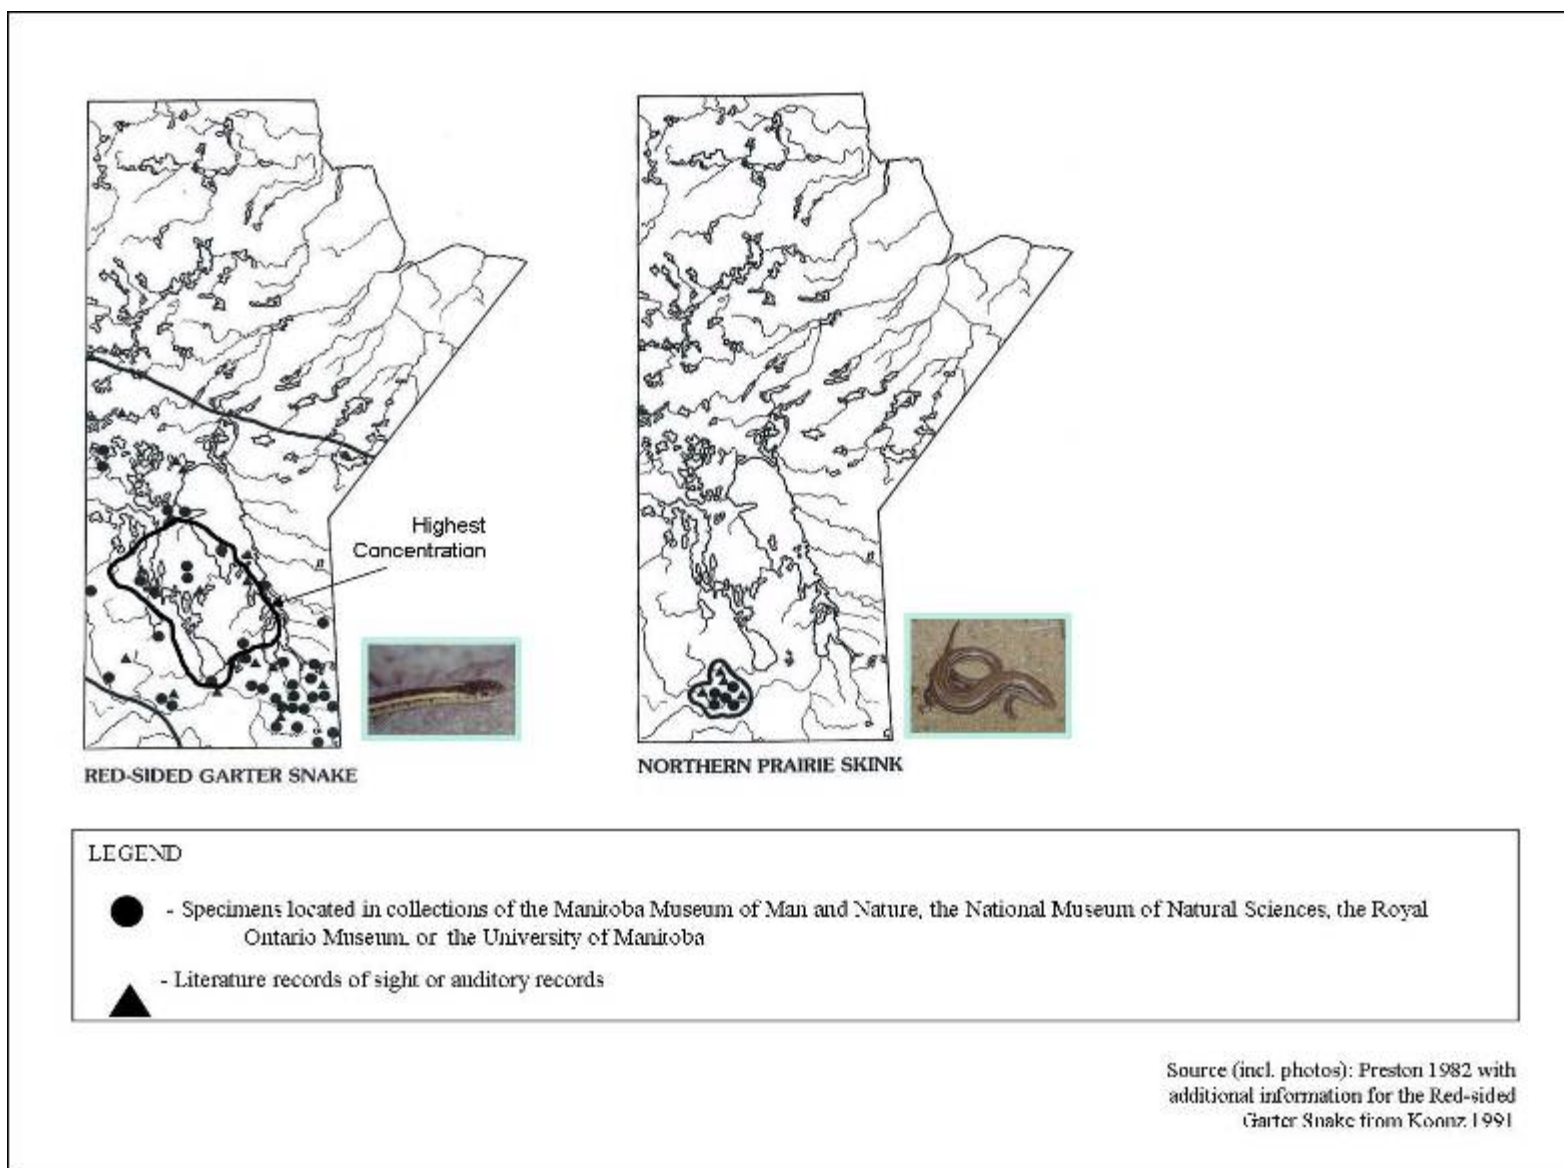 Highest
Concentration
RED-SIDED GARTER SNAKE
NORTHERN PRAIRIE SKINK
LEGEND
- Specimens located in collections of the Manitoba Museum of Man and Nature, the National Museum of Natural Sciences, the Royal
Ontario Museum, or the University of Manitoba
- Literature records of sight or auditory records
Source (incl. photos): Preston 1982 with
additional information for the Red-sided
Garter Snake from Koonz 1991